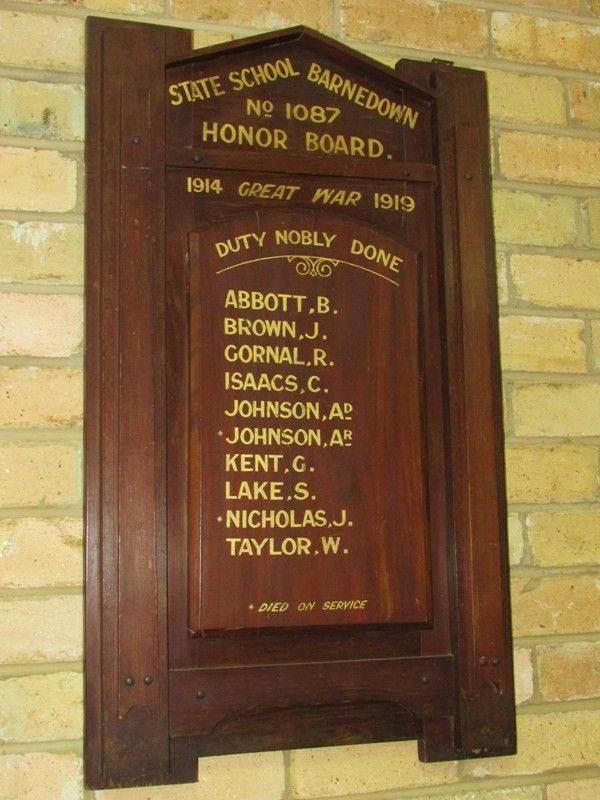 STATE SCHOOL BARNEDOWN
No 1087
HONOR BOARD.
1914 GREAT WAR 1919
DUTY NOBLY DONE
ABBOTT, B.
BROWN, J.
GORNAL, R.
ISAACS, C.
JOHNSON, AD
*JOHNSON, AR
KENT, G.
LAKE, S.
*NICHOLAS, J.
TAYLOR, W.
* DIED ON SERVICE